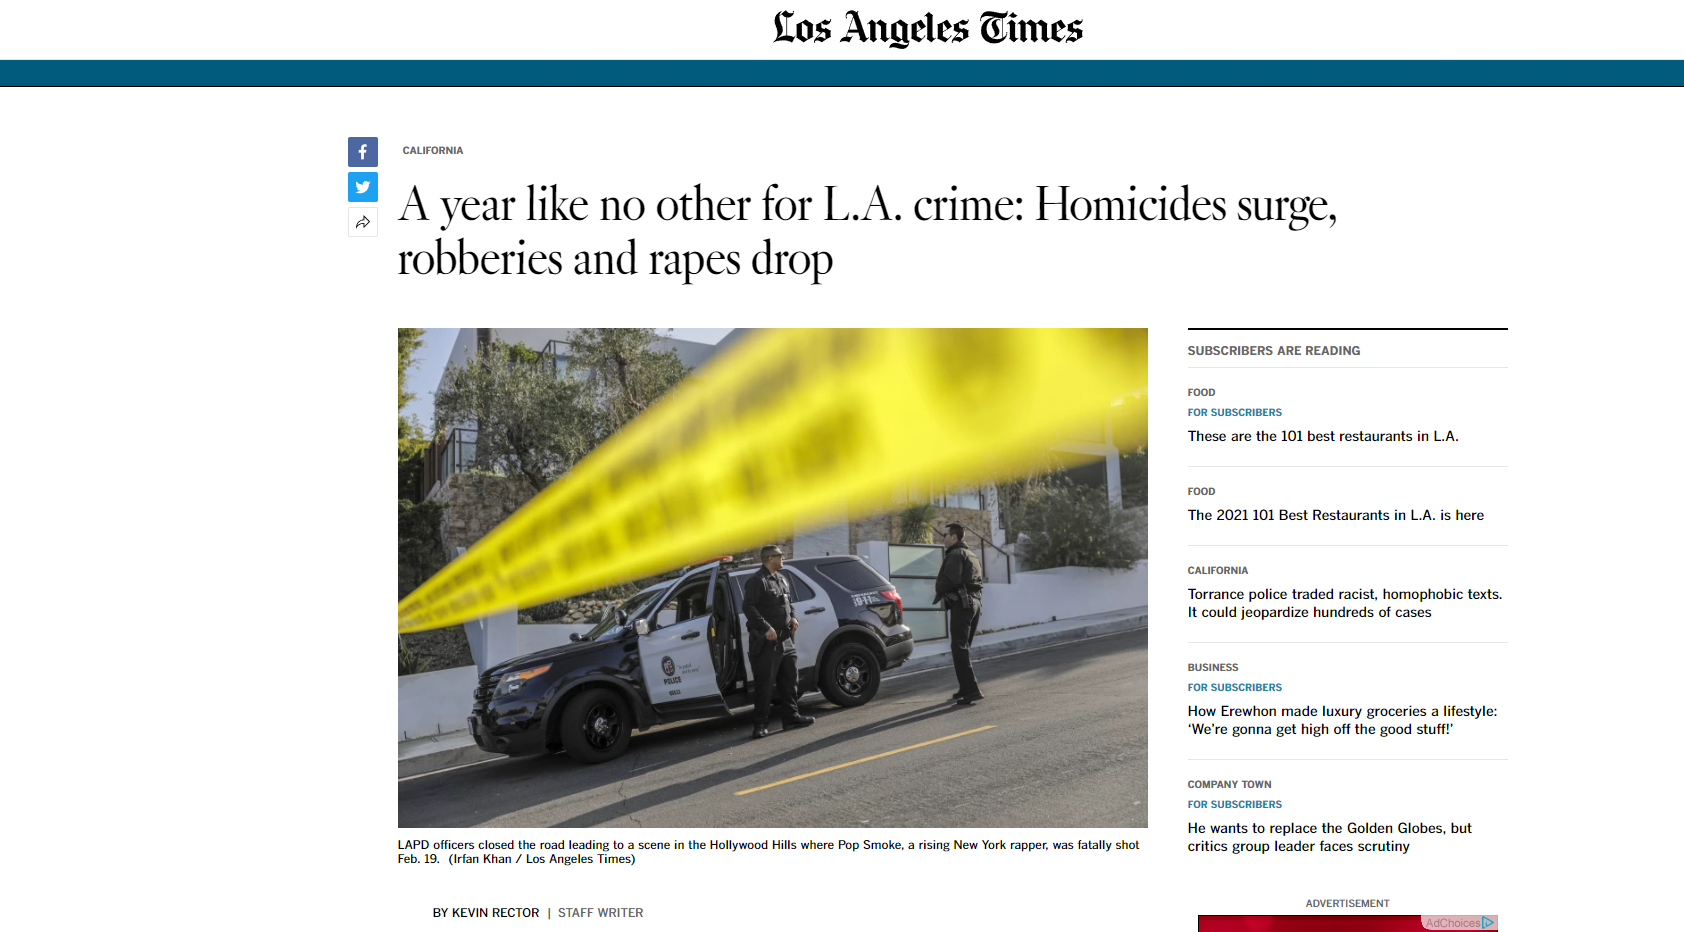 Los Angeles Times
CALIFORNIA
A year like no other for L.A. crime: Homicides surge,
robberies and rapes drop
POLICE
911
LAPD officers closed the road leading to a scene in the Hollywood Hills where Pop Smoke, a rising New York rapper, was fatally shot
Feb. 19. (Irfan Khan / Los Angeles Times)
BY KEVIN RECTOR | STAFF WRITER
SUBSCRIBERS ARE READING
FOOD
FOR SUBSCRIBERS
These are the 101 best restaurants in L.A.
FOOD
The 2021 101 Best Restaurants in L.A. is here
CALIFORNIA
Torrance police traded racist, homophobic texts.
It could jeopardize hundreds of cases
BUSINESS
FOR SUBSCRIBERS
How Erewhon made luxury groceries a lifestyle:
‘We’re gonna get high off the good stuff!’
COMPANY TOWN
FOR SUBSCRIBERS
He wants to replace the Golden Globes, but
critics group leader faces scrutiny
ADVERTISEMENT
AdChoices